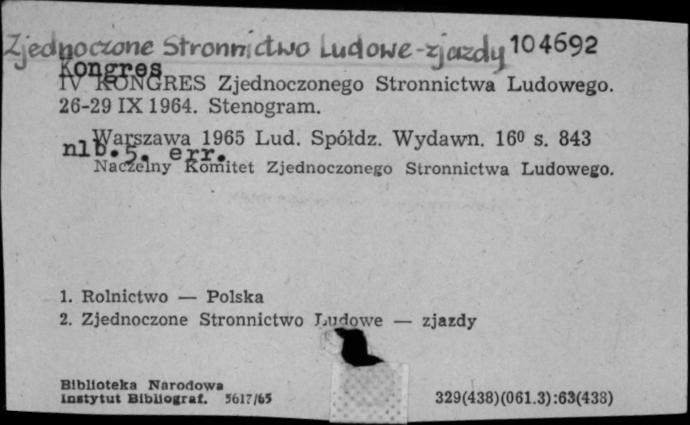 Zjednoczone Stronnictwo Ludowe-zjazdy 104692
Kongres
IV KONGRES Zjednoczonego Stronnictwa Ludowego.
26-29 IX 1964. Stenogram.
Warszawa 1965 Lud. Spółdz. Wydawn. 16⁰ s. 843
nlb.5. err.
Naczelny Komitet Zjednoczonego Stronnictwa Ludowego.
1. Rolnictwo — Polska
2. Zjednoczone Stronnictwo Ludowe — zjazdy
Biblioteka Narodowa
Instytut Bibliograf. 5617/65 329(438)(061.3):63(438)